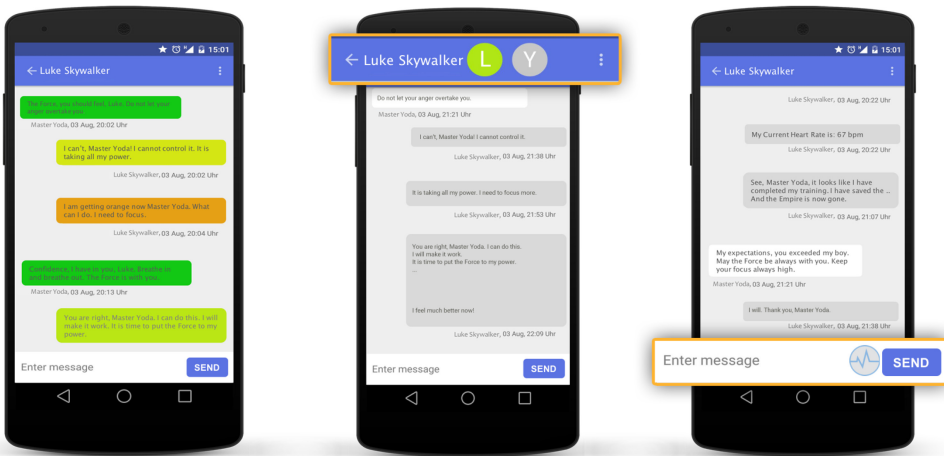 15:01
← Luke Skywalker
The Force, you should feel. Luke. Do not let your
anger overtake you.
Master Yoda, 03 Aug, 20:02 Uhr
I can't, Master Yoda! I cannot control it. It is
taking all my power.
Luke Skywalker, 03 Aug, 20:02 Uhr
I am getting orange now Master Yoda. What
can I do. I need to focus.
Luke Skywalker, 03 Aug, 20:04 Uhr
Confidence, I have in you, Luke. Breathe in
and breathe out. The Force is with you.
Master Yoda, 03 Aug, 20:13 Uhr
You are right, Master Yoda. I can do this. I will
make it work. It is time to put the Force to my
power.
Enter message
SEND
← Luke Skywalker L Y
Do not let your anger overtake you.
Master Yoda, 03 Aug, 21:21 Uhr
I can't, Master Yoda! I cannot control it.
Luke Skywalker, 03 Aug, 21:38 Uhr
It is taking all my power. I need to focus more.
Luke Skywalker, 03 Aug, 21:53 Uhr
You are right, Master Yoda. I can do this.
I will make it work.
It is time to put the Force to my power.
...
I feel much better now!
Luke Skywalker, 03 Aug, 22:09 Uhr
Enter message
SEND
15:01
← Luke Skywalker
Luke Skywalker, 03 Aug, 20:22 Uhr
My Current Heart Rate is: 67 bpm
Luke Skywalker, 03 Aug, 20:22 Uhr
See, Master Yoda, it looks like I have
completed my training. I have saved the ...
And the Empire is now gone.
Luke Skywalker, 03 Aug, 21:07 Uhr
My expectations, you exceeded my boy.
May the Force be always with you. Keep
your focus always high.
Master Yoda, 03 Aug, 21:21 Uhr
I will. Thank you, Master Yoda.
Luke Skywalker, 03 Aug, 21:38 Uhr
Enter message
SEND